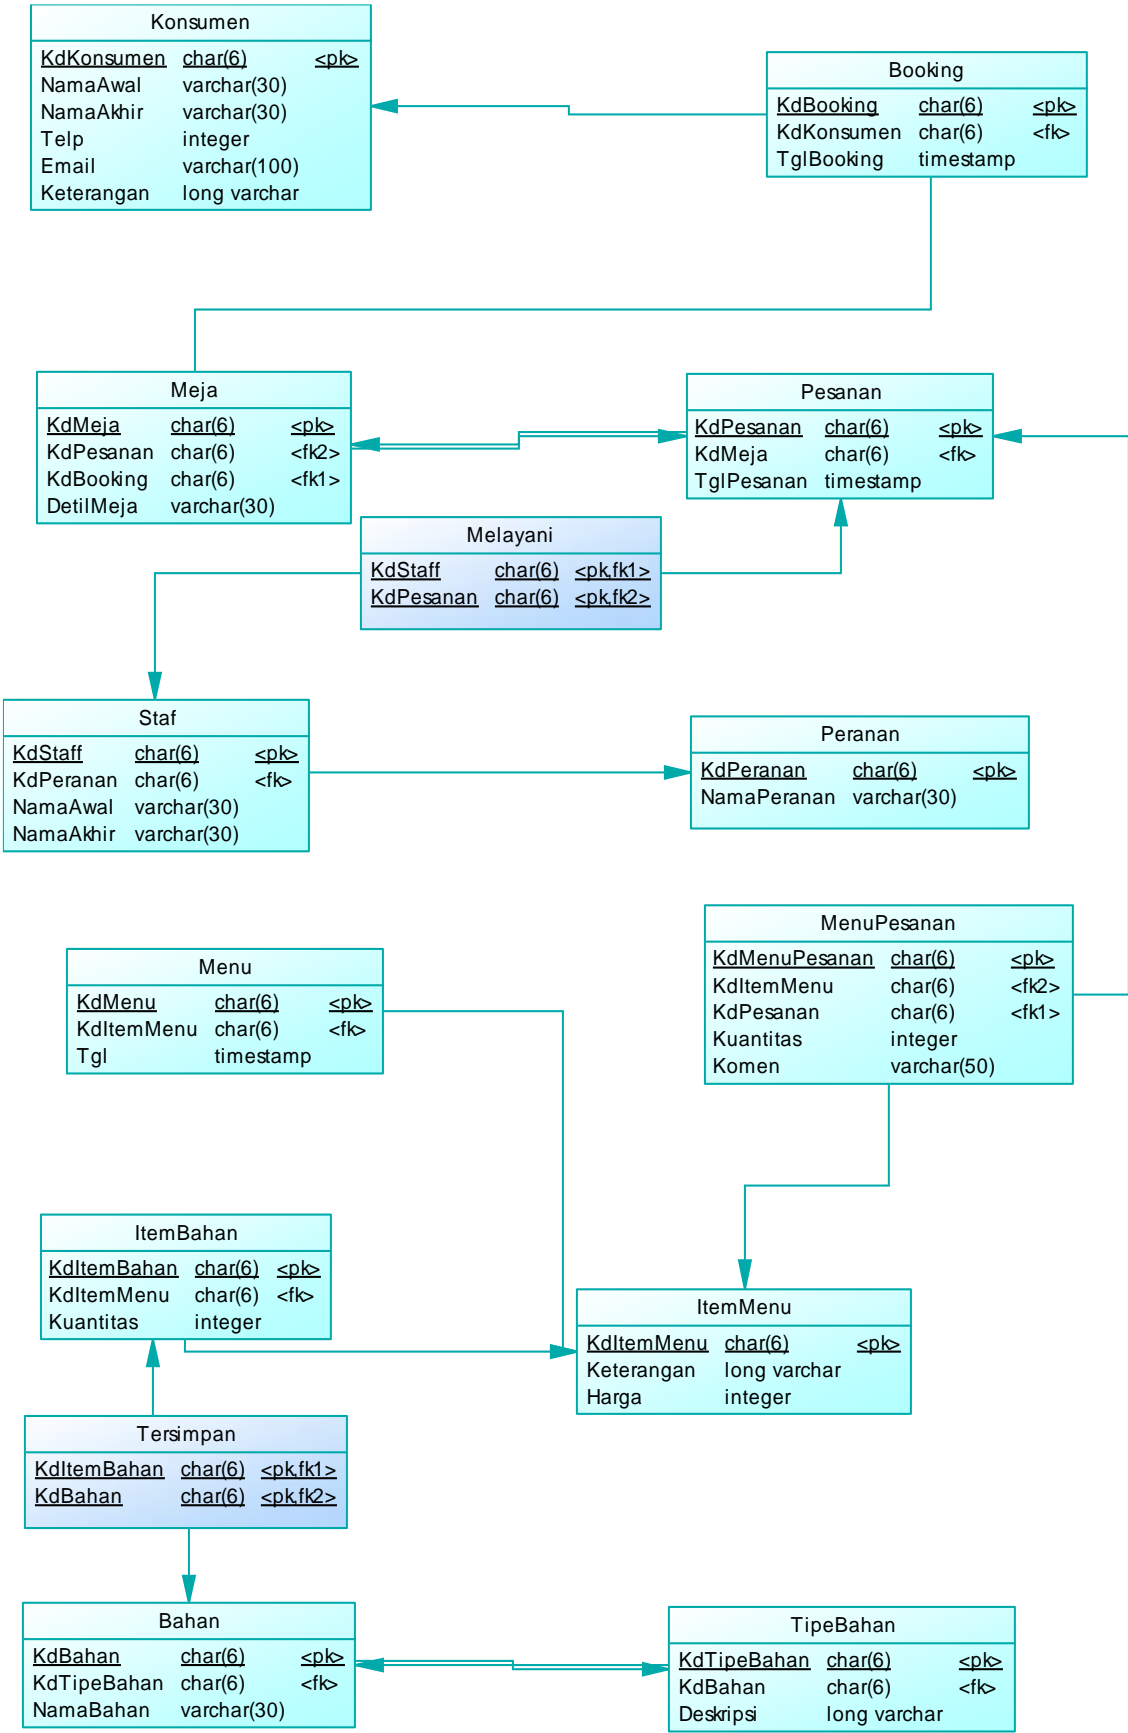 Konsumen
KdKonsumen char(6) <pk>
NamaAwal varchar(30)
NamaAkhir varchar(30)
Telp integer
Email varchar(100)
Keterangan long varchar
Booking
KdBooking char(6) <pk>
KdKonsumen char(6) <fk>
TglBooking timestamp
Meja
KdMeja char(6) <pk>
KdPesanan char(6) <fk2>
KdBooking char(6) <fk1>
DetilMeja varchar(30)
Pesanan
KdPesanan char(6) <pk>
KdMeja char(6) <fk>
TglPesanan timestamp
Melayani
KdStaff char(6) <pk,fk1>
KdPesanan char(6) <pk,fk2>
Staf
KdStaff char(6) <pk>
KdPeranan char(6) <fk>
NamaAwal varchar(30)
NamaAkhir varchar(30)
Peranan
KdPeranan char(6) <pk>
NamaPeranan varchar(30)
MenuPesanan
KdMenuPesanan char(6) <pk>
KdItemMenu char(6) <fk2>
KdPesanan char(6) <fk1>
Kuantitas integer
Komen varchar(50)
Menu
KdMenu char(6) <pk>
KdItemMenu char(6) <fk>
Tgl timestamp
ItemBahan
KdItemBahan char(6) <pk>
KdItemMenu char(6) <fk>
Kuantitas integer
ItemMenu
KdItemMenu char(6) <pk>
Keterangan long varchar
Harga integer
Tersimpan
KdItemBahan char(6) <pk,fk1>
KdBahan char(6) <pk,fk2>
Bahan
KdBahan char(6) <pk>
KdTipeBahan char(6) <fk>
NamaBahan varchar(30)
TipeBahan
KdTipeBahan char(6) <pk>
KdBahan char(6) <fk>
Deskripsi long varchar